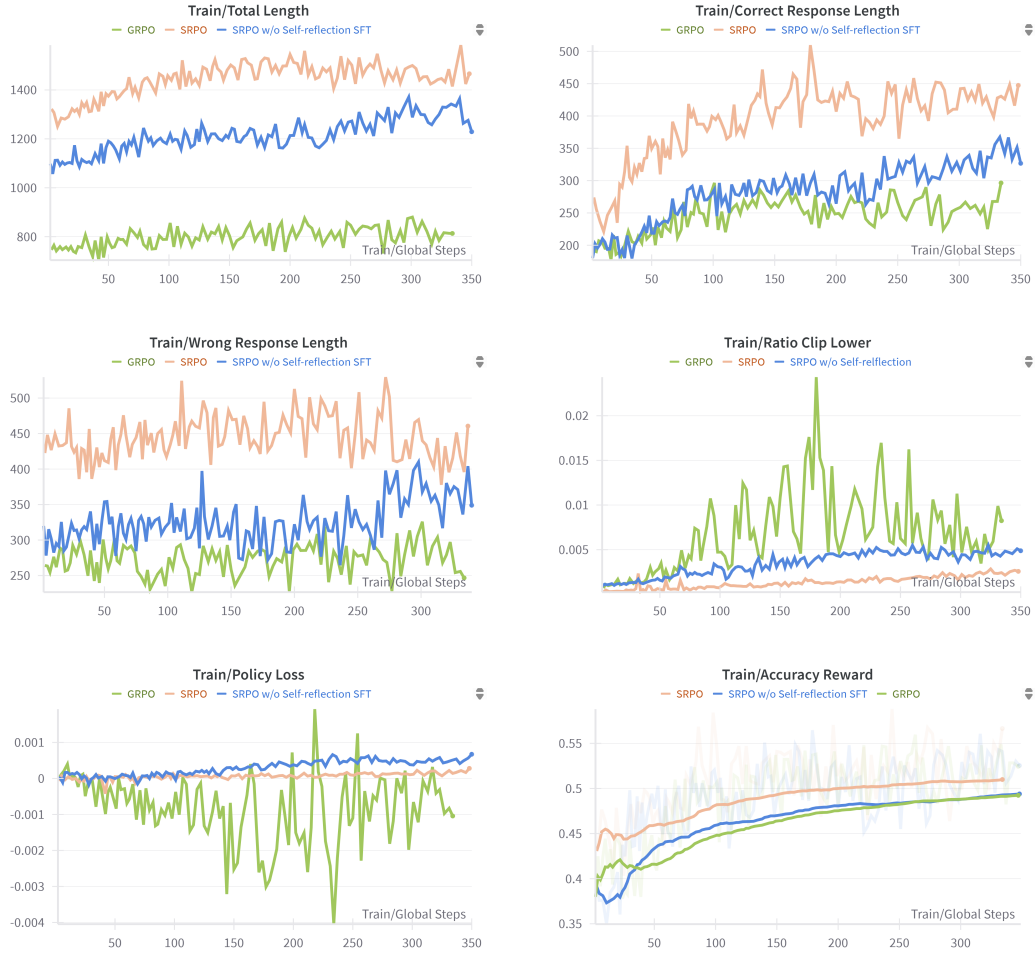 Train/Total Length
GRPO SRPO SRPO w/o Self-reflection SFT
1400
1200
1000
800
Train/Global Steps
50 100 150 200 250 300 350
Train/Correct Response Length
GRPO SRPO SRPO w/o Self-reflection SFT
500
450
400
350
300
250
200
Train/Global Steps
50 100 150 200 250 300 350
Train/Wrong Response Length
GRPO SRPO SRPO w/o Self-reflection SFT
500
450
400
350
300
250
Train/Global Steps
50 100 150 200 250 300
Train/Ratio Clip Lower
GRPO SRPO SRPO w/o Self-relflection
0.02
0.015
0.01
0.005
Train/Global Steps
50 100 150 200 250 300 350
Train/Policy Loss
GRPO SRPO SRPO w/o Self-reflection SFT
0.001
0
-0.001
-0.002
-0.003
-0.004
Train/Global Steps
50 100 150 200 250 300 350
Train/Accuracy Reward
SRPO SRPO w/o Self-reflection SFT GRPO
0.55
0.5
0.45
0.4
0.35
Train/Global Steps
50 100 150 200 250 300